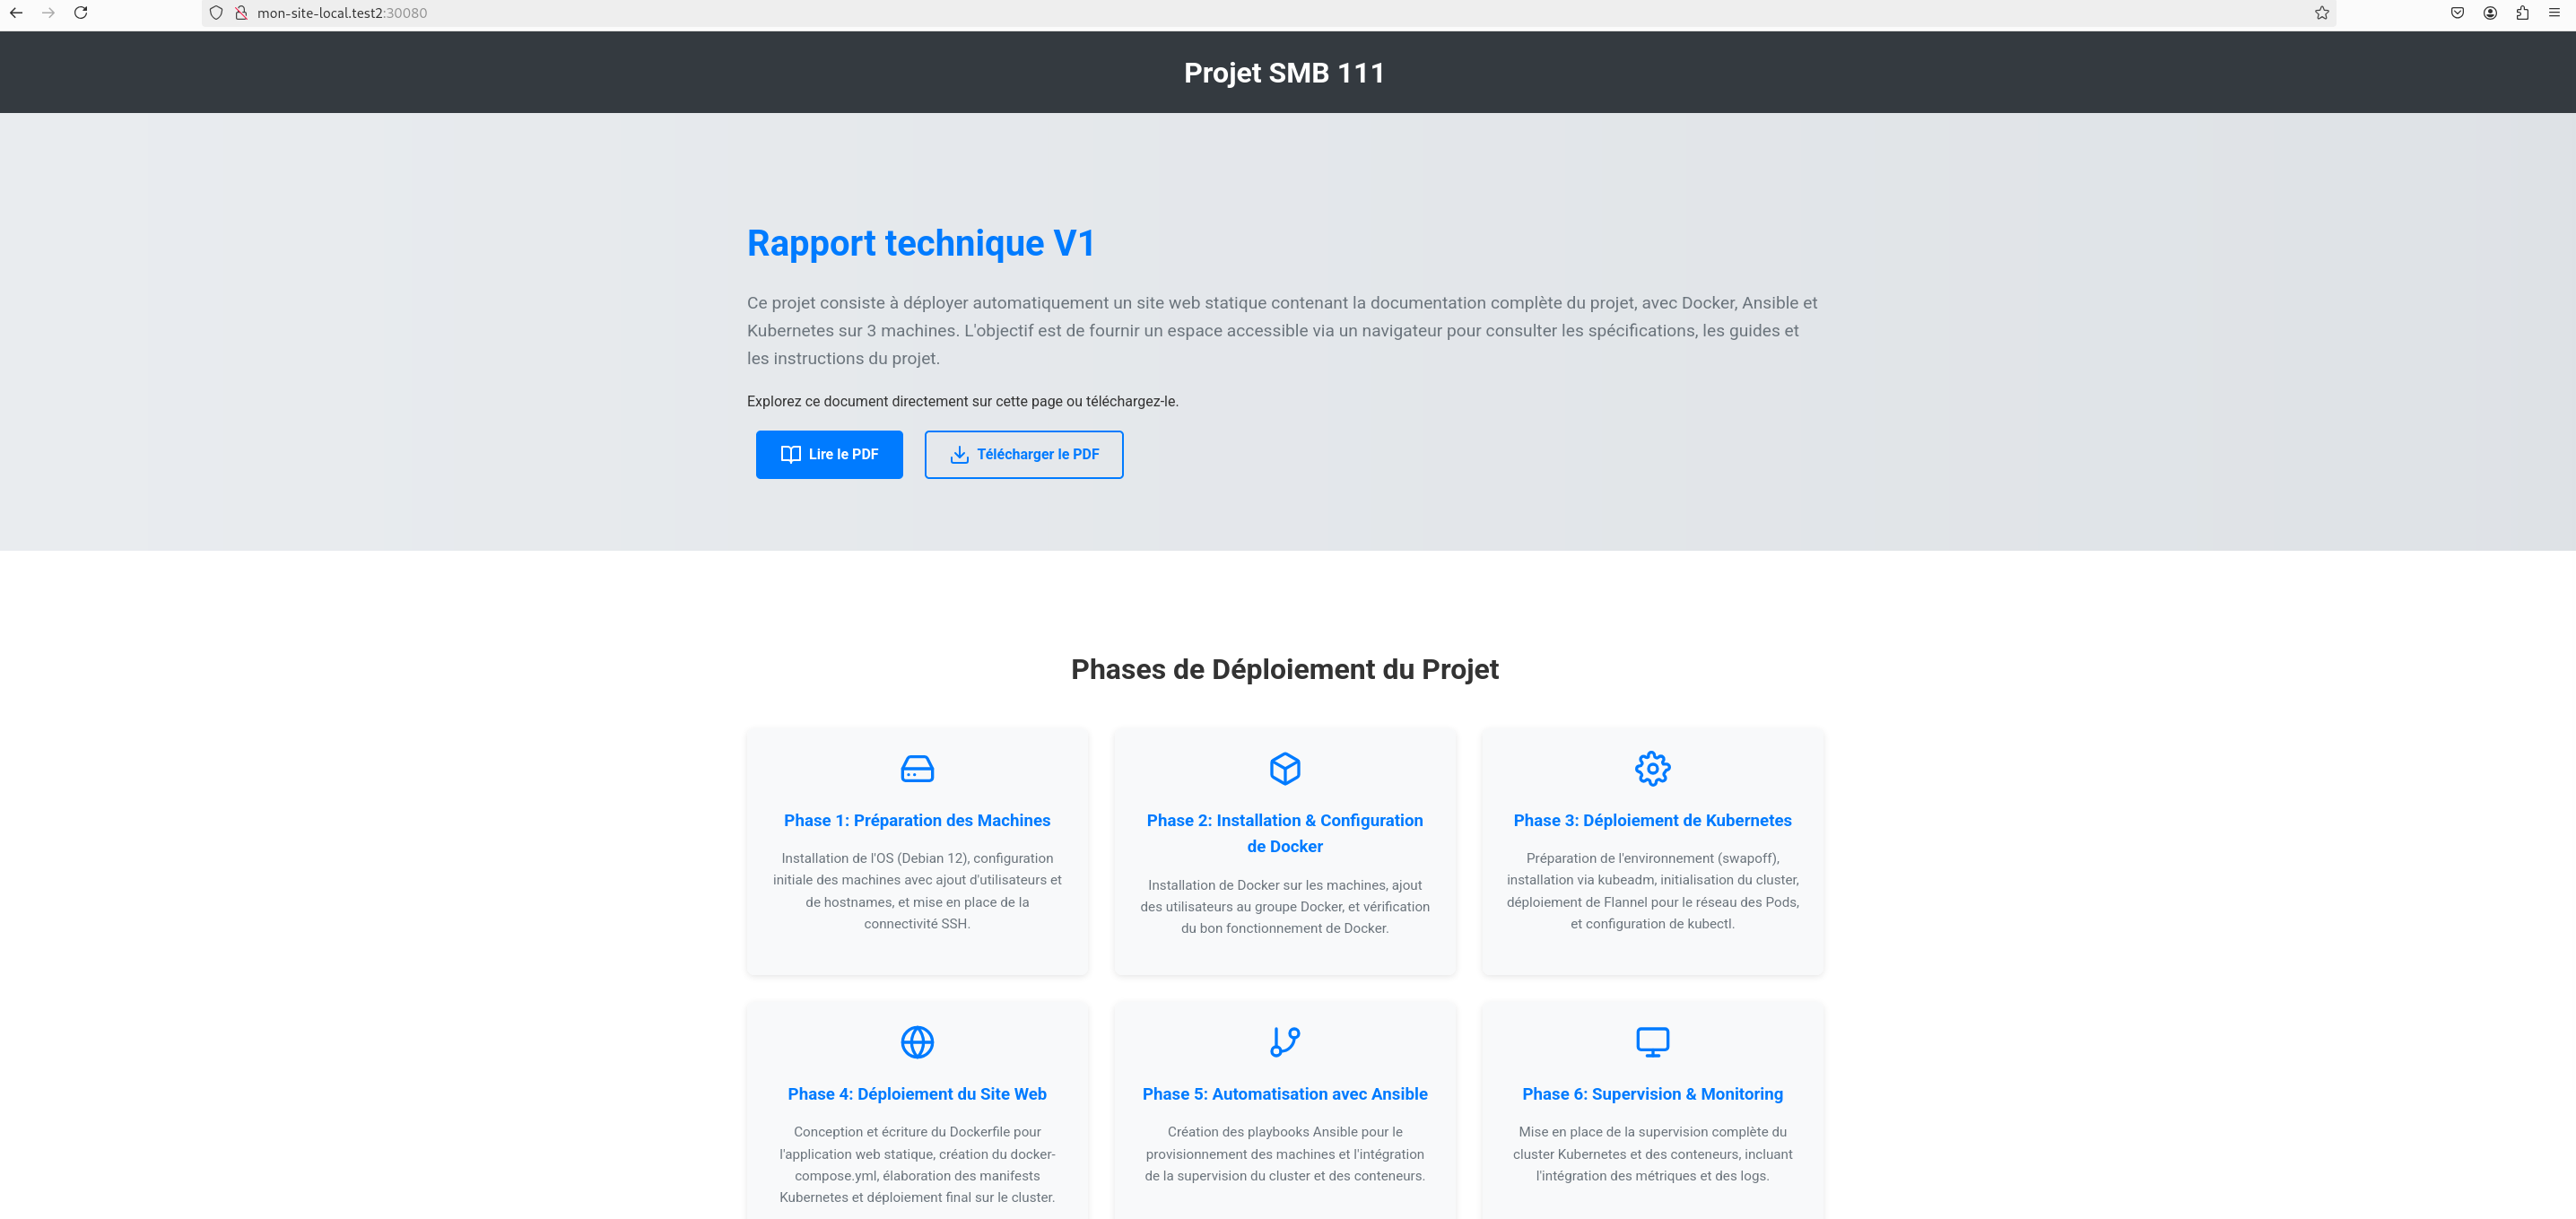 mon-site-local.test2:30080
Projet SMB 111
Rapport technique V1
Ce projet consiste à déployer automatiquement un site web statique contenant la documentation complète du projet, avec Docker, Ansible et
Kubernetes sur 3 machines. L'objectif est de fournir un espace accessible via un navigateur pour consulter les spécifications, les guides et
les instructions du projet.
Explorez ce document directement sur cette page ou téléchargez-le.
Lire le PDF
Télécharger le PDF
Phases de Déploiement du Projet
Phase 1: Préparation des Machines
Installation de l'OS (Debian 12), configuration
initiale des machines avec ajout d'utilisateurs et
de hostnames, et mise en place de la
connectivité SSH.
Phase 2: Installation & Configuration
de Docker
Installation de Docker sur les machines, ajout
des utilisateurs au groupe Docker, et vérification
du bon fonctionnement de Docker.
Phase 3: Déploiement de Kubernetes
Préparation de l'environnement (swapoff),
installation via kubeadm, initialisation du cluster,
déploiement de Flannel pour le réseau des Pods,
et configuration de kubectl.
Phase 4: Déploiement du Site Web
Conception et écriture du Dockerfile pour
l'application web statique, création du docker-
compose.yml, élaboration des manifests
Kubernetes et déploiement final sur le cluster.
Phase 5: Automatisation avec Ansible
Création des playbooks Ansible pour le
provisionnement des machines et l'intégration
de la supervision du cluster et des conteneurs.
Phase 6: Supervision & Monitoring
Mise en place de la supervision complète du
cluster Kubernetes et des conteneurs, incluant
l'intégration des métriques et des logs.